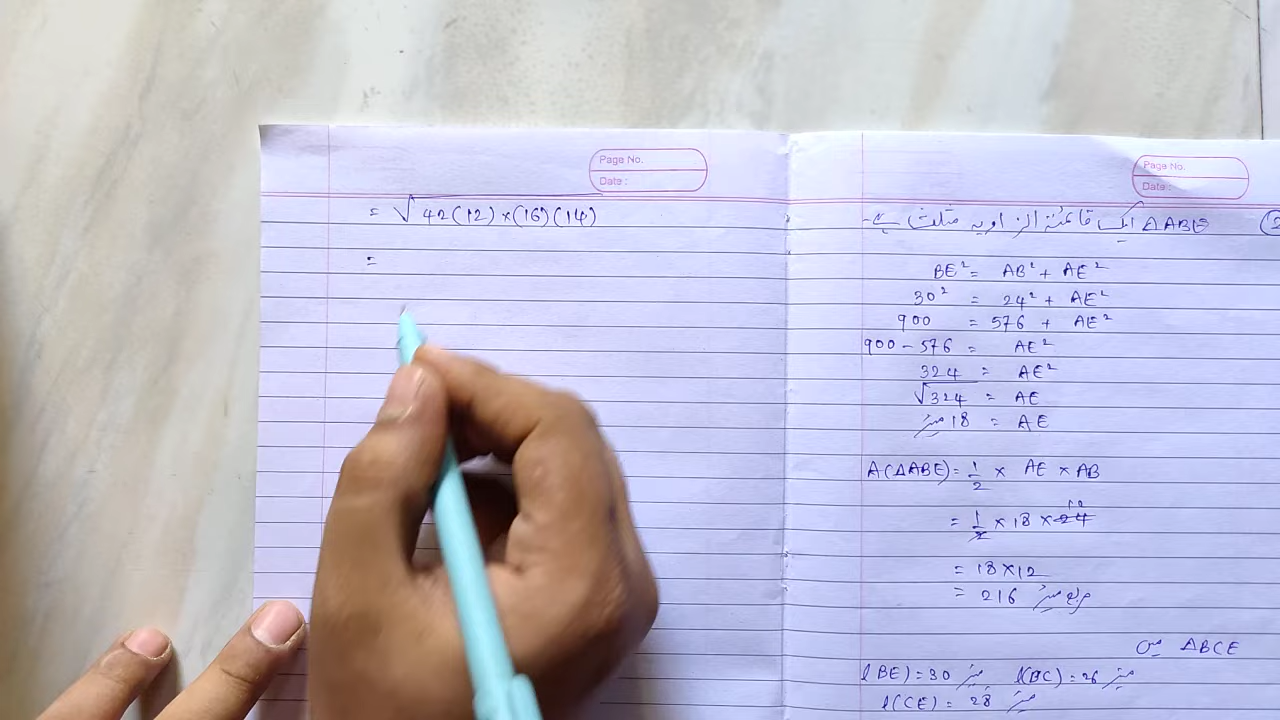 Page No.
Date :
= √42(12)×(16)(14)
=
Page No.
Date :
ΔABE ایک قائمۃ الزاویہ مثلث ہے۔
BE² = AB² + AE²
30² = 24² + AE²
900 = 576 + AE²
900 - 576 = AE²
324 = AE²
√324 = AE
میٹر 18 = AE
A(ΔABE) = 1/2 × AE × AB
= 1/2 × 18 × 24 12
= 18×12
= 216 مربع میٹر
ΔBCE میں
l(BE) = 30 میٹر l(BC) = 26 میٹر
l(CE) = 28 میٹر